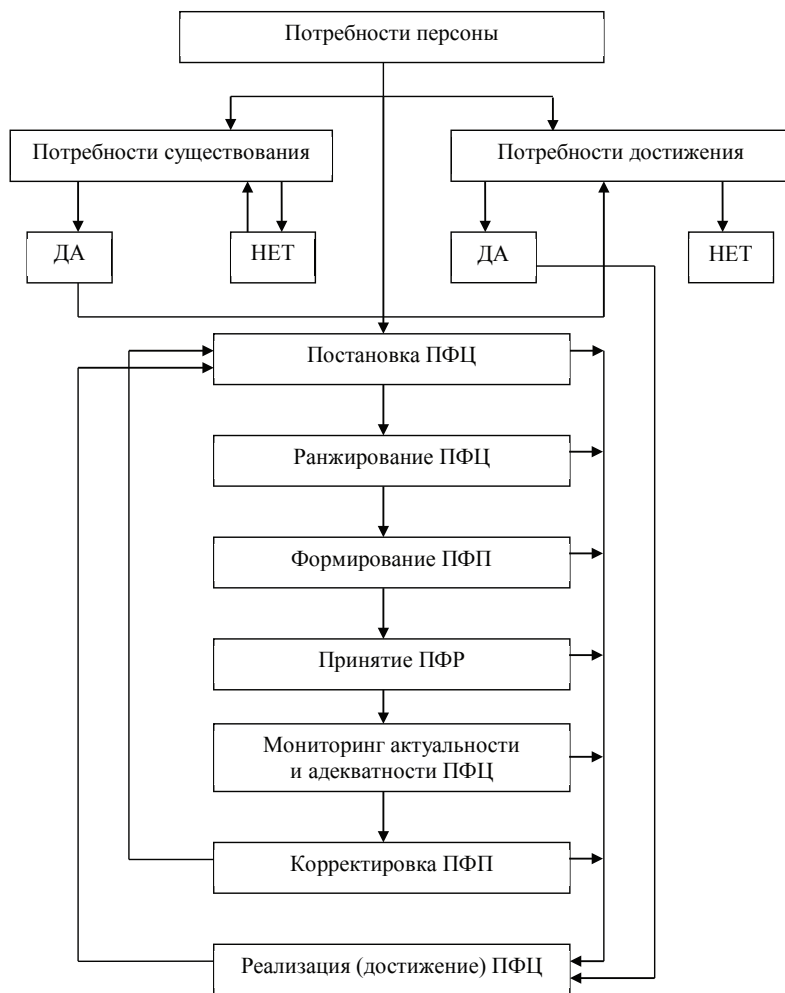 Потребности персоны
Потребности существования
Потребности достижения
ДА
НЕТ
ДА
НЕТ
Постановка ПФЦ
Ранжирование ПФЦ
Формирование ПФП
Принятие ПФР
Мониторинг актуальности
и адекватности ПФЦ
Корректировка ПФП
Реализация (достижение) ПФЦ